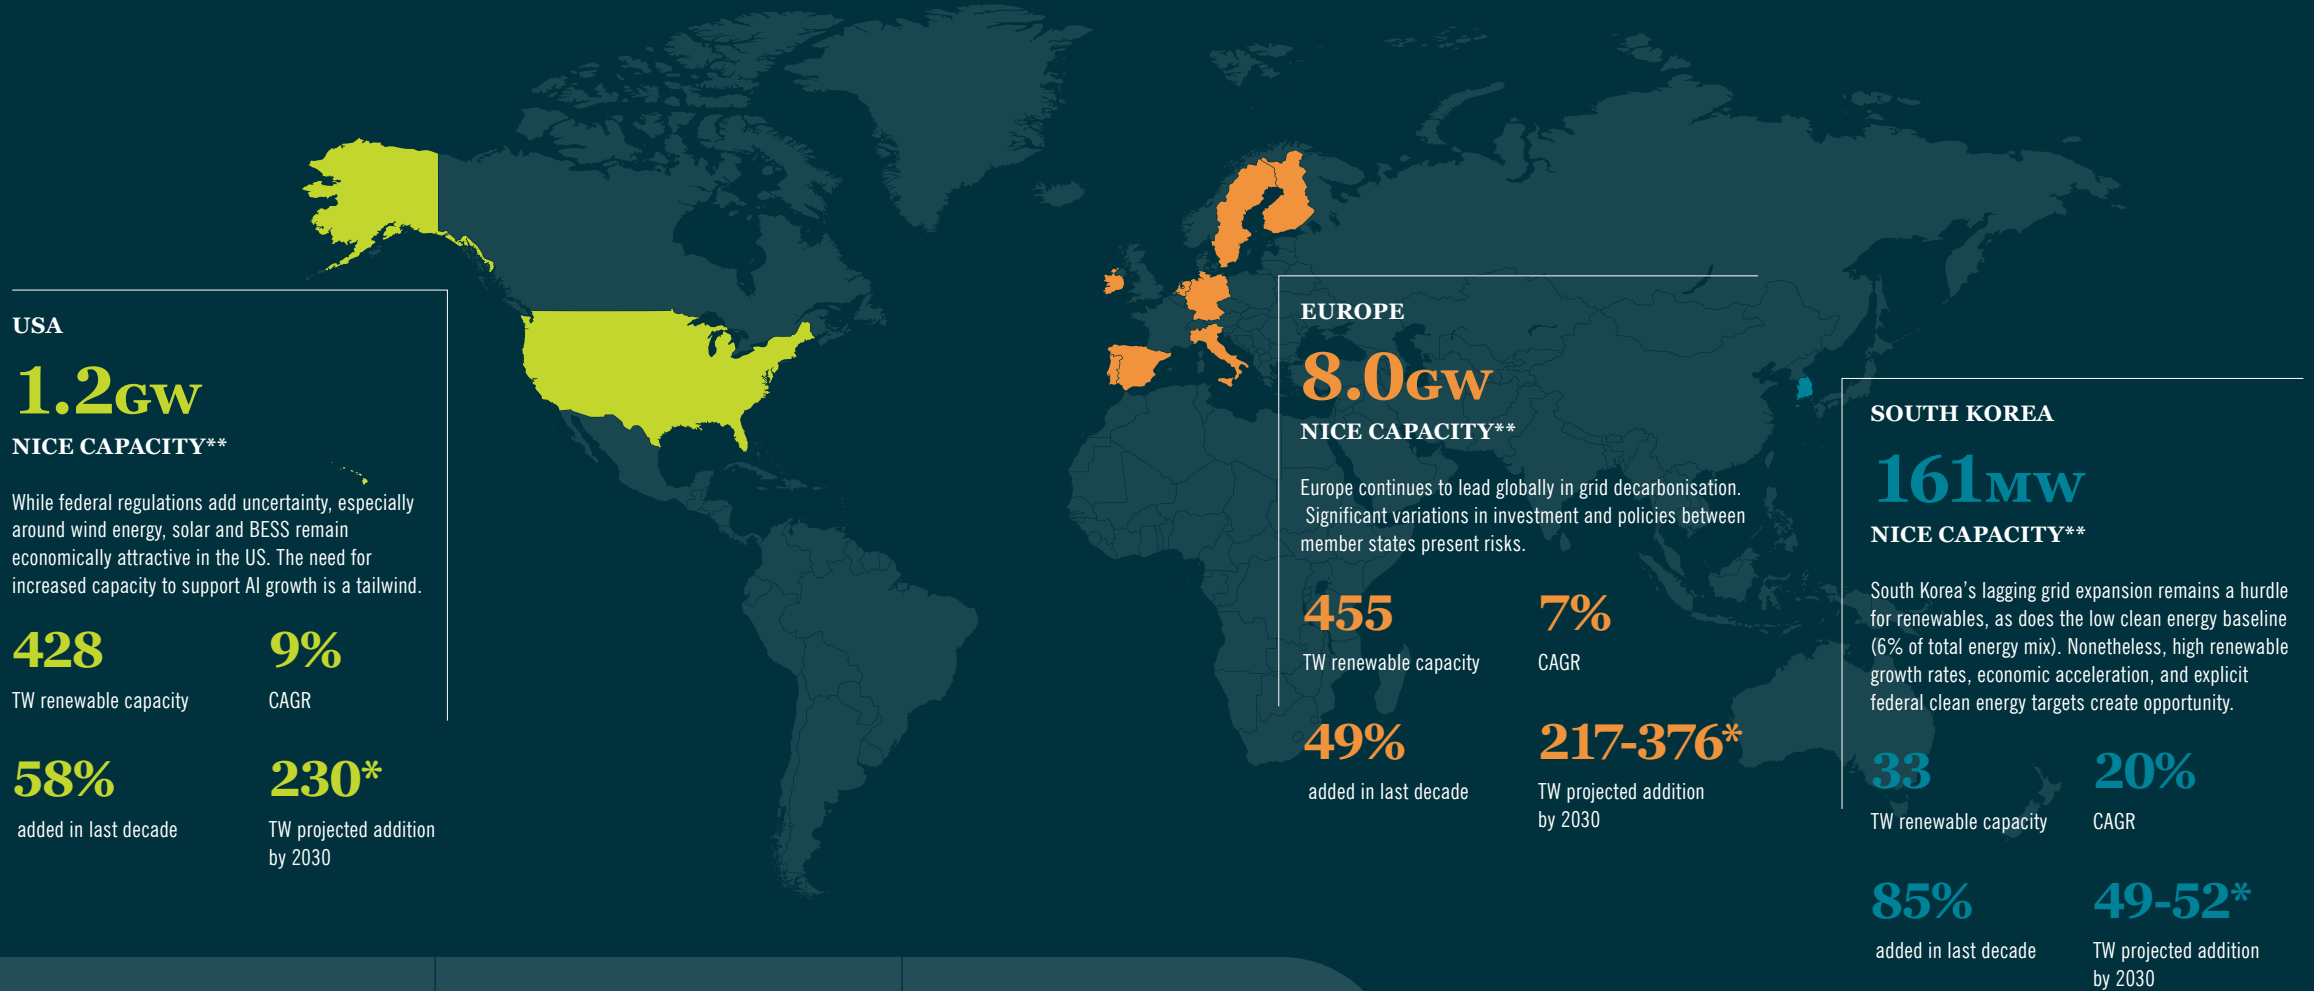 USA
1.2GW
NICE CAPACITY**
While federal regulations add uncertainty, especially
around wind energy, solar and BESS remain
economically attractive in the US. The need for
increased capacity to support AI growth is a tailwind.
428
TW renewable capacity
9%
CAGR
58%
added in last decade
230*
TW projected addition
by 2030
EUROPE
8.0GW
NICE CAPACITY**
Europe continues to lead globally in grid decarbonisation.
Significant variations in investment and policies between
member states present risks.
455
TW renewable capacity
7%
CAGR
49%
added in last decade
217-376*
TW projected addition
by 2030
SOUTH KOREA
161MW
NICE CAPACITY**
South Korea’s lagging grid expansion remains a hurdle
for renewables, as does the low clean energy baseline
(6% of total energy mix). Nonetheless, high renewable
growth rates, economic acceleration, and explicit
federal clean energy targets create opportunity.
33
TW renewable capacity
20%
CAGR
85%
added in last decade
49-52*
TW projected addition
by 2030